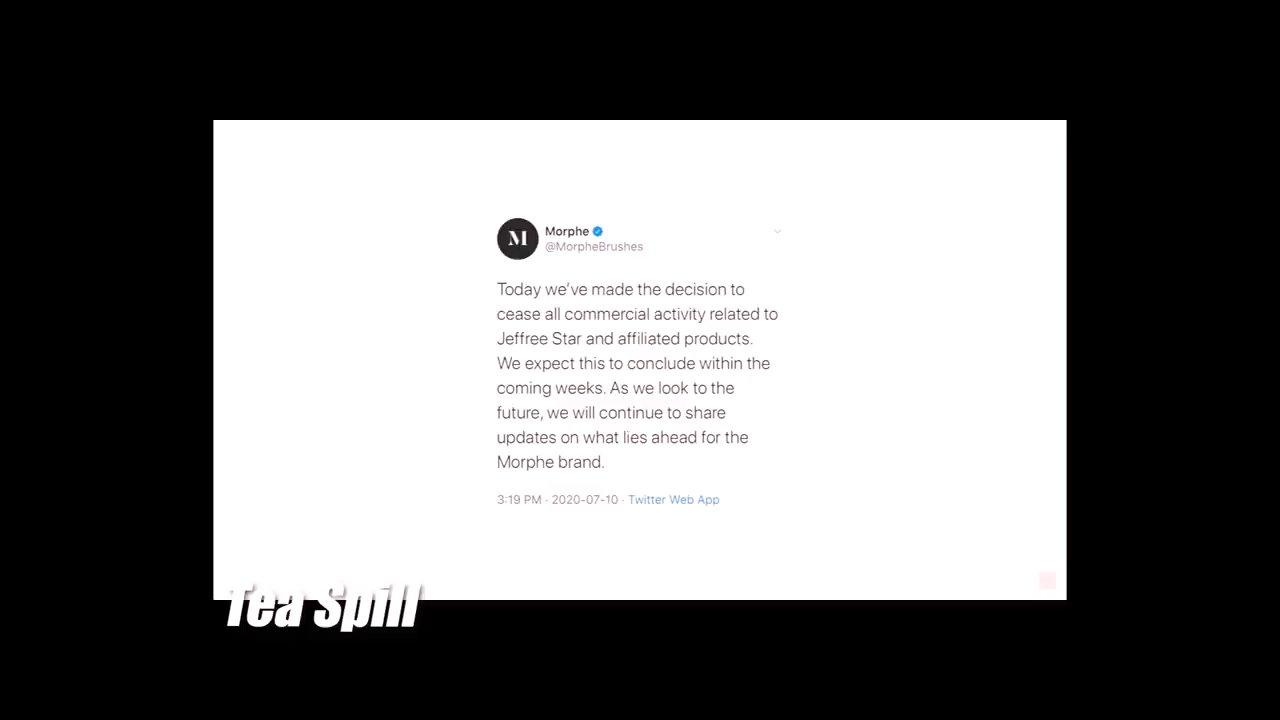 M
Morphe
@MorpheBrushes
Today we've made the decision to
cease all commercial activity related to
Jeffree Star and affiliated products.
We expect this to conclude within the
coming weeks. As we look to the
future, we will continue to share
updates on what lies ahead for the
Morphe brand.
3:19 PM · 2020-07-10 · Twitter Web App
Tea Spill